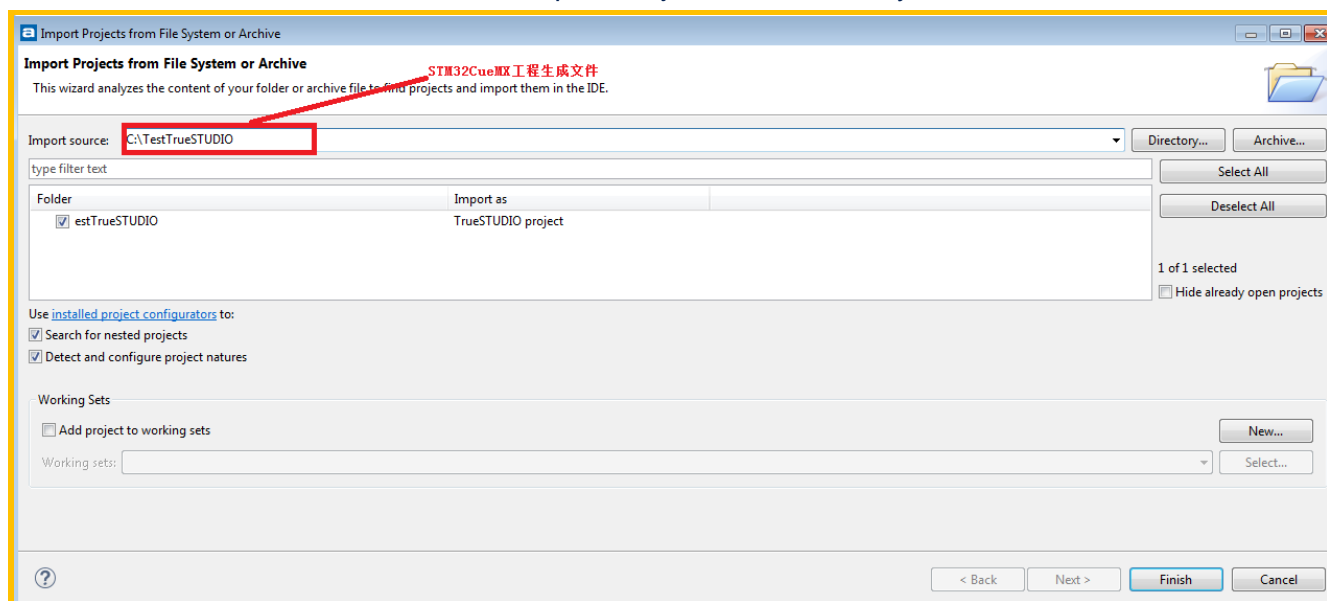 Import Projects from File System or Archive
Import Projects from File System or Archive
STM32CueMX工程生成文件
This wizard analyzes the content of your folder or archive file to find projects and import them in the IDE.
Import source: C:\TestTrueSTUDIO Directory... Archive...
type filter text Select All
Folder Import as
Deselect All
estTrueSTUDIO TrueSTUDIO project
1 of 1 selected
Hide already open projects
Use installed project configurators to:
Search for nested projects
Detect and configure project natures
Working Sets
Add project to working sets New...
Working sets: Select...
< Back Next > Finish Cancel